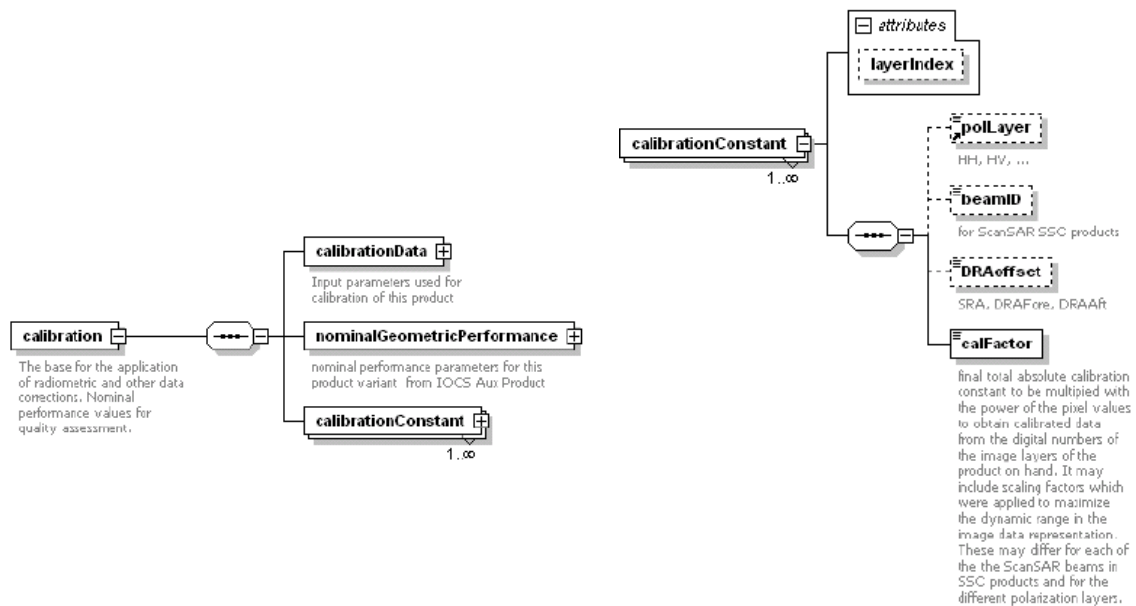 attributes
layerIndex
calibrationConstant
1..∞
polLayer
HH, HV, ...
beamID
for ScanSAR SSC products
DRAoffset
SRA, DRAFore, DRAAft
calFactor
final total absolute calibration
constant to be multipied with
the power of the pixel values
to obtain calibrated data
from the digital numbers of
the image layers of the
product on hand. It may
include scaling factors which
were applied to maximize
the dynamic range in the
image data representation.
These may differ for each of
the the ScanSAR beams in
SSC products and for the
different polarization layers.
calibration
The base for the application
of radiometric and other data
corrections. Nominal
performance values for
quality assessment.
calibrationData
Input parameters used for
calibration of this product
nominalGeometricPerformance
nominal performance parameters for this
product variant from IOCS Aux Product
calibrationConstant
1..∞